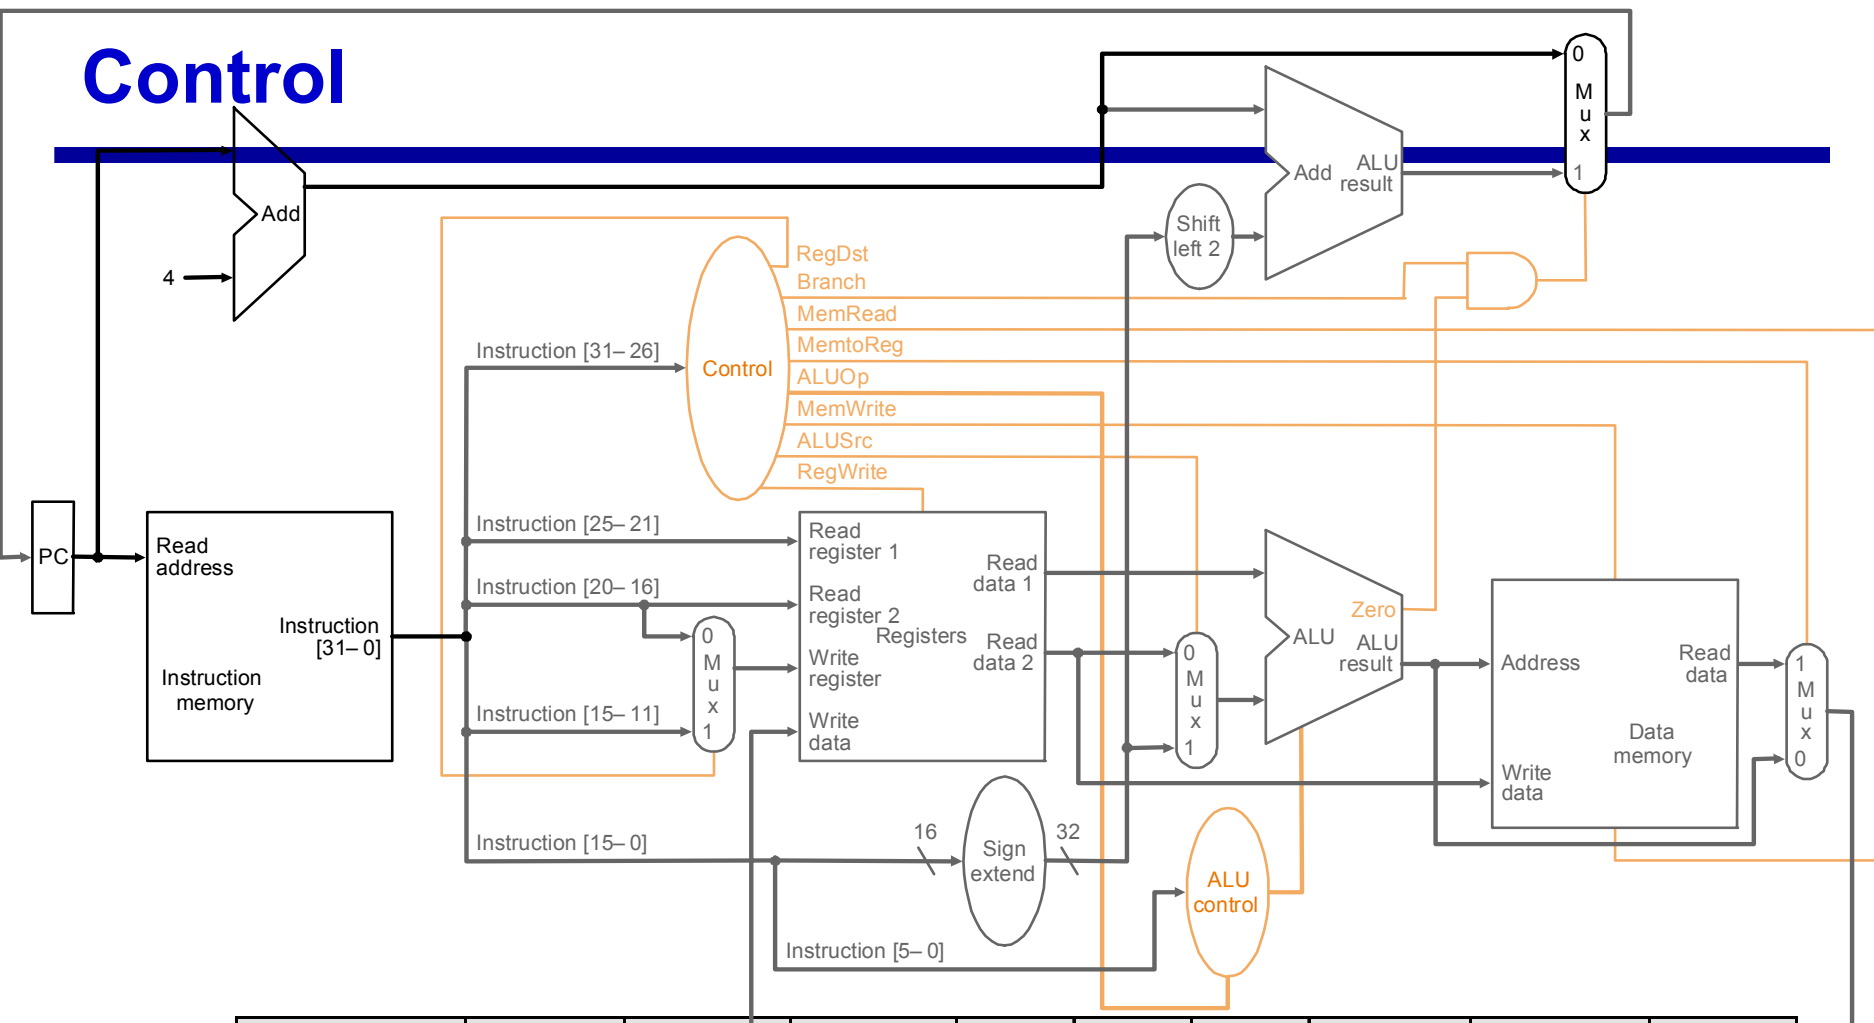 Control
0
M
u
x
1
Add
ALU
result
Add
4
Shift
left 2
RegDst
Branch
MemRead
MemtoReg
ALUOp
MemWrite
ALUSrc
RegWrite
Control
Instruction [31– 26]
Instruction [25– 21]
Instruction [20– 16]
Instruction [15– 11]
Instruction [15– 0]
Instruction [5– 0]
PC
Read
address
Instruction
[31– 0]
Instruction
memory
0
M
u
x
1
Read
register 1
Read
register 2
Registers
Write
register
Write
data
Read
data 1
Read
data 2
0
M
u
x
1
Zero
ALU
ALU
result
Address
Read
data
Data
memory
Write
data
1
M
u
x
0
16
Sign
extend
32
ALU
control